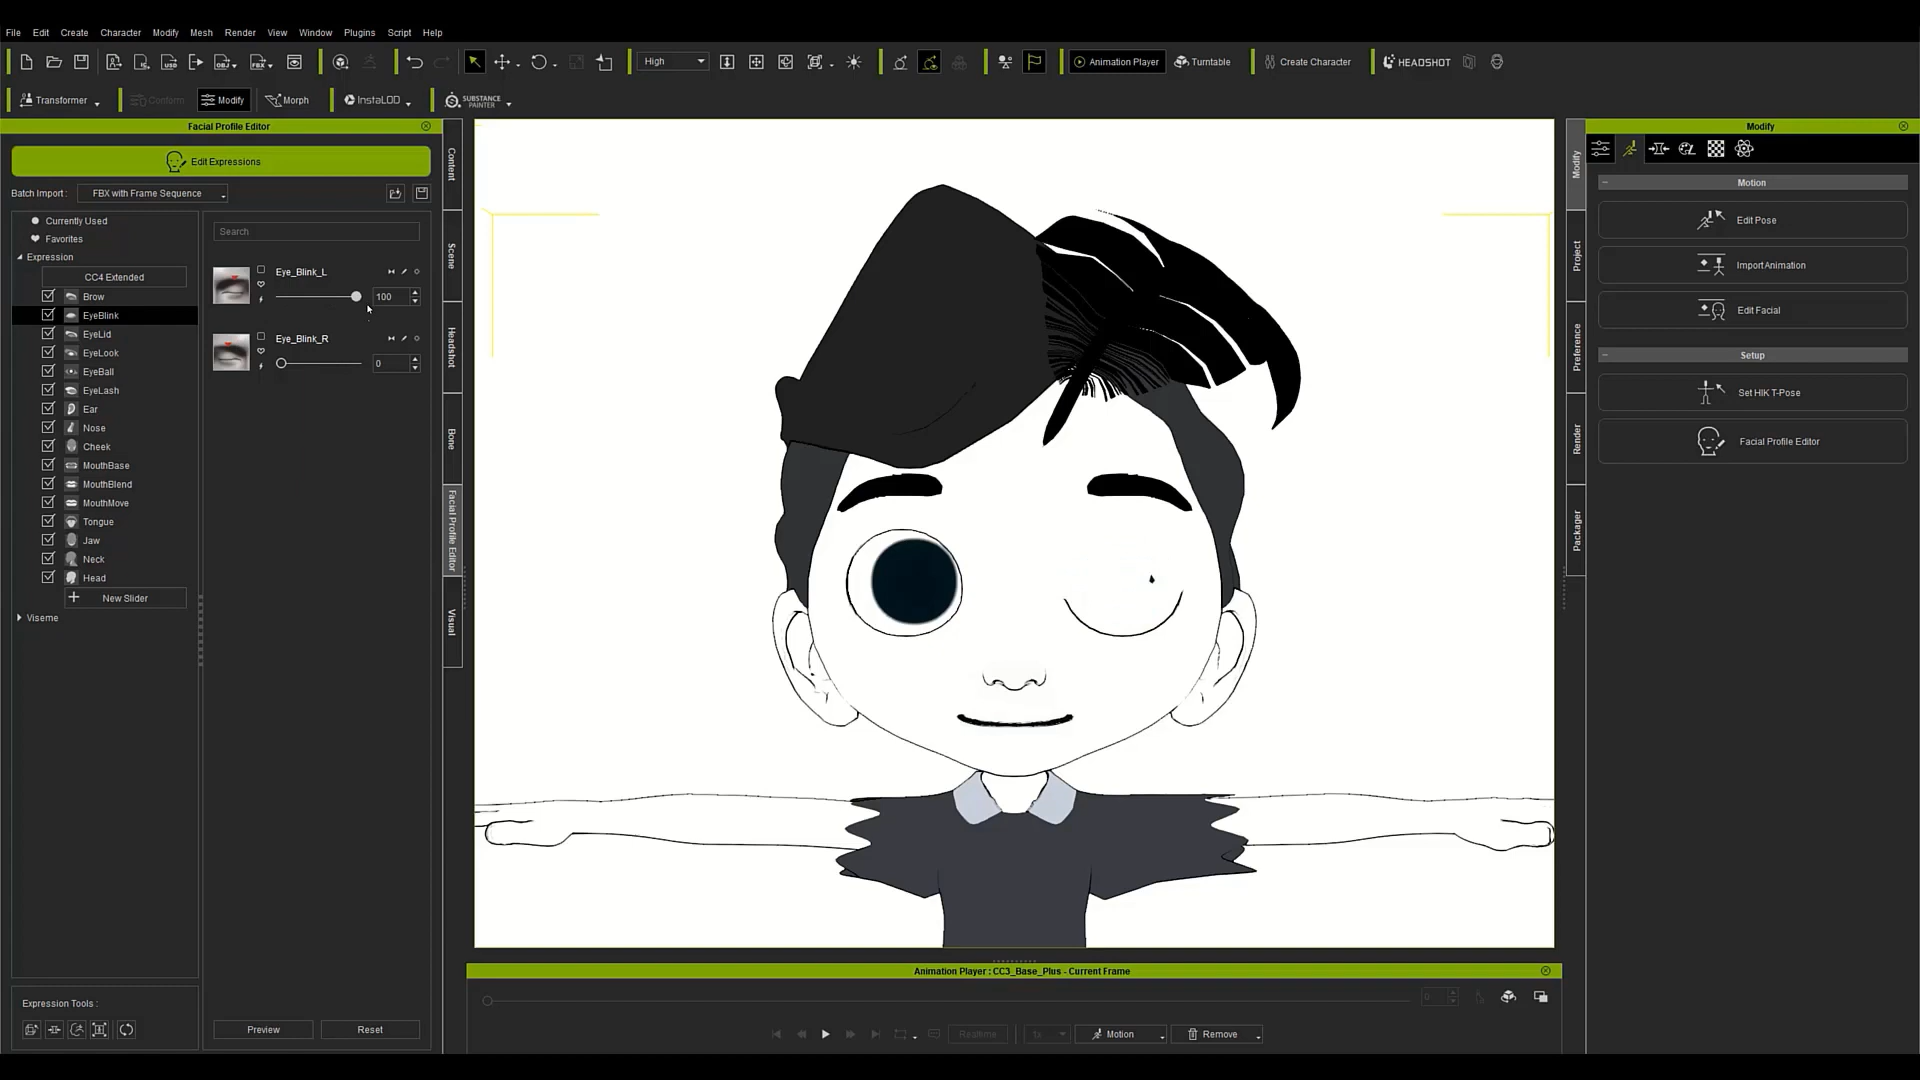 File Edit Create Character Modify Mesh Render View Window Plugins Script Help
High Animation Player Turntable Create Character HEADSHOT
Transformer Conform Modify Morph InstaLOD SUBSTANCE PAINTER
Facial Profile Editor
Edit Expressions
Batch Import : FBX with Frame Sequence
Currently Used
Favorites
Expression
CC4 Extended
Brow
EyeBlink
EyeLid
EyeLook
EyeBall
EyeLash
Ear
Nose
Cheek
MouthBase
MouthBlend
MouthMove
Tongue
Jaw
Neck
Head
New Slider
Viseme
Expression Tools :
Search
Eye_Blink_L
100
Eye_Blink_R
0
Preview Reset
Content
Scene
Headshot
Bone
Facial Profile Editor
Visual
Animation Player : CC3_Base_Plus - Current Frame
0
Realtime 1x Motion Remove
Modify
Project
Preference
Render
Packager
Modify
Motion
Edit Pose
ImportAnimation
Edit Facial
Setup
Set HIK T-Pose
Facial Profile Editor